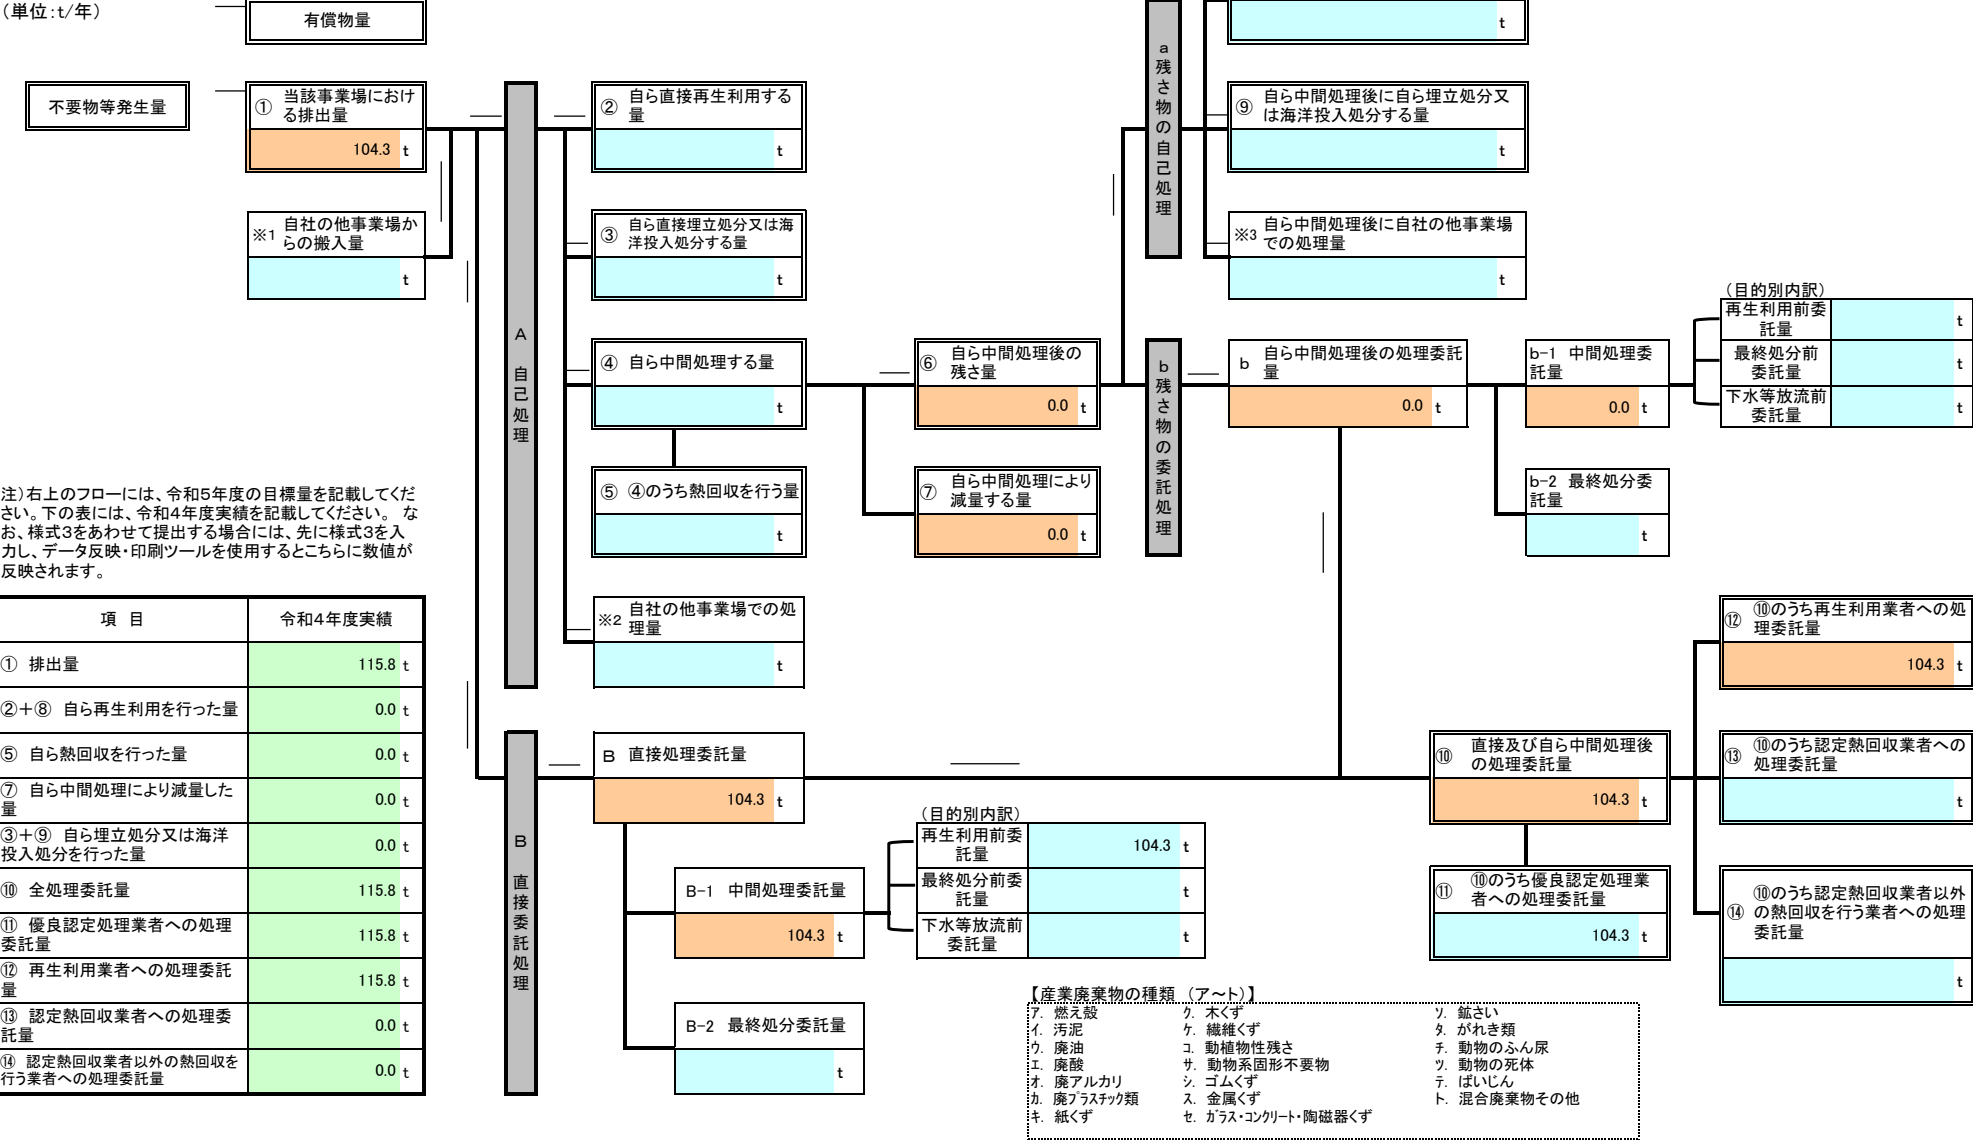 （単位：t/年）
有償物量
t
不要物等発生量
① 当該事業場におけ
る排出量
104.3 t
※1 自社の他事業場か
らの搬入量
t
A 自己処理
② 自ら直接再生利用する
量
t
③ 自ら直接埋立処分又は海
洋投入処分する量
t
④ 自ら中間処理する量
t
⑤ ④のうち熱回収を行う量
t
※2 自社の他事業場での処
理量
t
⑥ 自ら中間処理後の
残さ量
0.0 t
⑦ 自ら中間処理により
減量する量
0.0 t
a 残さ物の自己処理
⑨ 自ら中間処理後に自ら埋立処分又
は海洋投入処分する量
t
※3 自ら中間処理後に自社の他事業場
での処理量
t
b 残さ物の委託処理
b 自ら中間処理後の処理委託
量
0.0 t
b-1 中間処理委
託量
0.0 t
（目的別内訳）
再生利用前委
託量
t
最終処分前
委託量
t
下水等放流前
委託量
t
b-2 最終処分委
託量
t
注）右上のフローには、令和５年度の目標量を記載してくだ
さい。下の表には、令和４年度実績を記載してください。 な
お、様式３をあわせて提出する場合には、先に様式３を入
力し、データ反映・印刷ツールを使用するとこちらに数値が
反映されます。
項 目 令和４年度実績
① 排出量 115.8 t
②＋⑧ 自ら再生利用を行った量 0.0 t
⑤ 自ら熱回収を行った量 0.0 t
⑦ 自ら中間処理により減量した
量 0.0 t
③＋⑨ 自ら埋立処分又は海洋
投入処分を行った量 0.0 t
⑩ 全処理委託量 115.8 t
⑪ 優良認定処理業者への処理
委託量 115.8 t
⑫ 再生利用業者への処理委託
量 115.8 t
⑬ 認定熱回収業者への処理委
託量 0.0 t
⑭ 認定熱回収業者以外の熱回収を
行う業者への処理委託量 0.0 t
B 直接委託処理
B 直接処理委託量
104.3 t
B-1 中間処理委託量
104.3 t
（目的別内訳）
再生利用前委
託量
104.3 t
最終処分前委
託量
t
下水等放流前
委託量
t
B-2 最終処分委託量
t
⑩ 直接及び自ら中間処理後
の処理委託量
104.3 t
⑪ ⑩のうち優良認定処理業
者への処理委託量
104.3 t
⑫ ⑩のうち再生利用業者への処
理委託量
104.3 t
⑬ ⑩のうち認定熱回収業者への
処理委託量
t
⑭ ⑩のうち認定熱回収業者以外
の熱回収を行う業者への処理
委託量
t
【産業廃棄物の種類 （ア～ト）】
ｱ. 燃え殻
ｲ. 汚泥
ｳ. 廃油
ｴ. 廃酸
ｵ. 廃アルカリ
ｶ. 廃ﾌﾟﾗｽﾁｯｸ類
ｷ. 紙くず
ｸ. 木くず
ｹ. 繊維くず
ｺ. 動植物性残さ
ｻ. 動物系固形不要物
ｼ. ゴムくず
ｽ. 金属くず
ｾ. ｶﾞﾗｽ・ｺﾝｸﾘｰﾄ・陶磁器くず
ｿ. 鉱さい
ﾀ. がれき類
ﾁ. 動物のふん尿
ﾂ. 動物の死体
ﾃ. ばいじん
ﾄ. 混合廃棄物その他